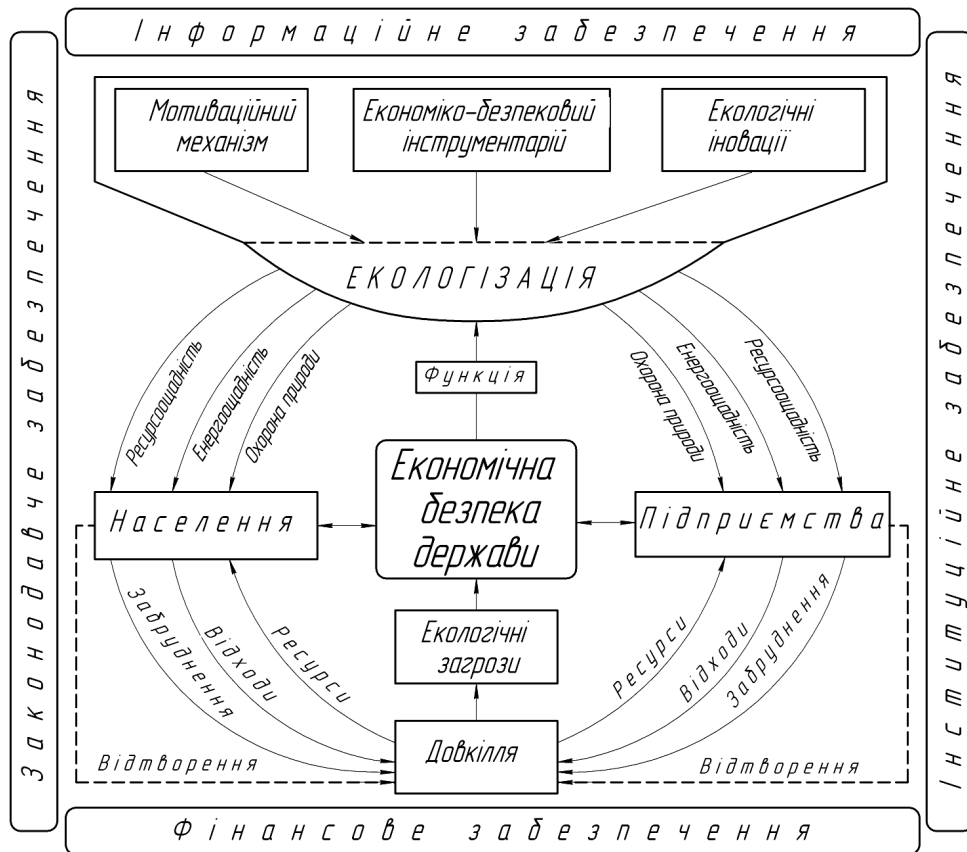 Інформаційне забезпечення
Законодавче забезпечення
Інституційне забезпечення
Мотиваційний
механізм
Економіко-безпековий
інструментарій
Екологічні
іновації
ЕКОЛОГІЗАЦІЯ
Ресурсоощадність
Енергоощадність
Охорона природи
Функція
Охорона природи
Енергоощадність
Ресурсоощадність
Населення
Економічна
безпека
держави
Підприємства
Забруднення
Відходи
Ресурси
Екологічні
загрози
Ресурси
Відходи
Забруднення
Відтворення
Довкілля
Відтворення
Фінансове забезпечення